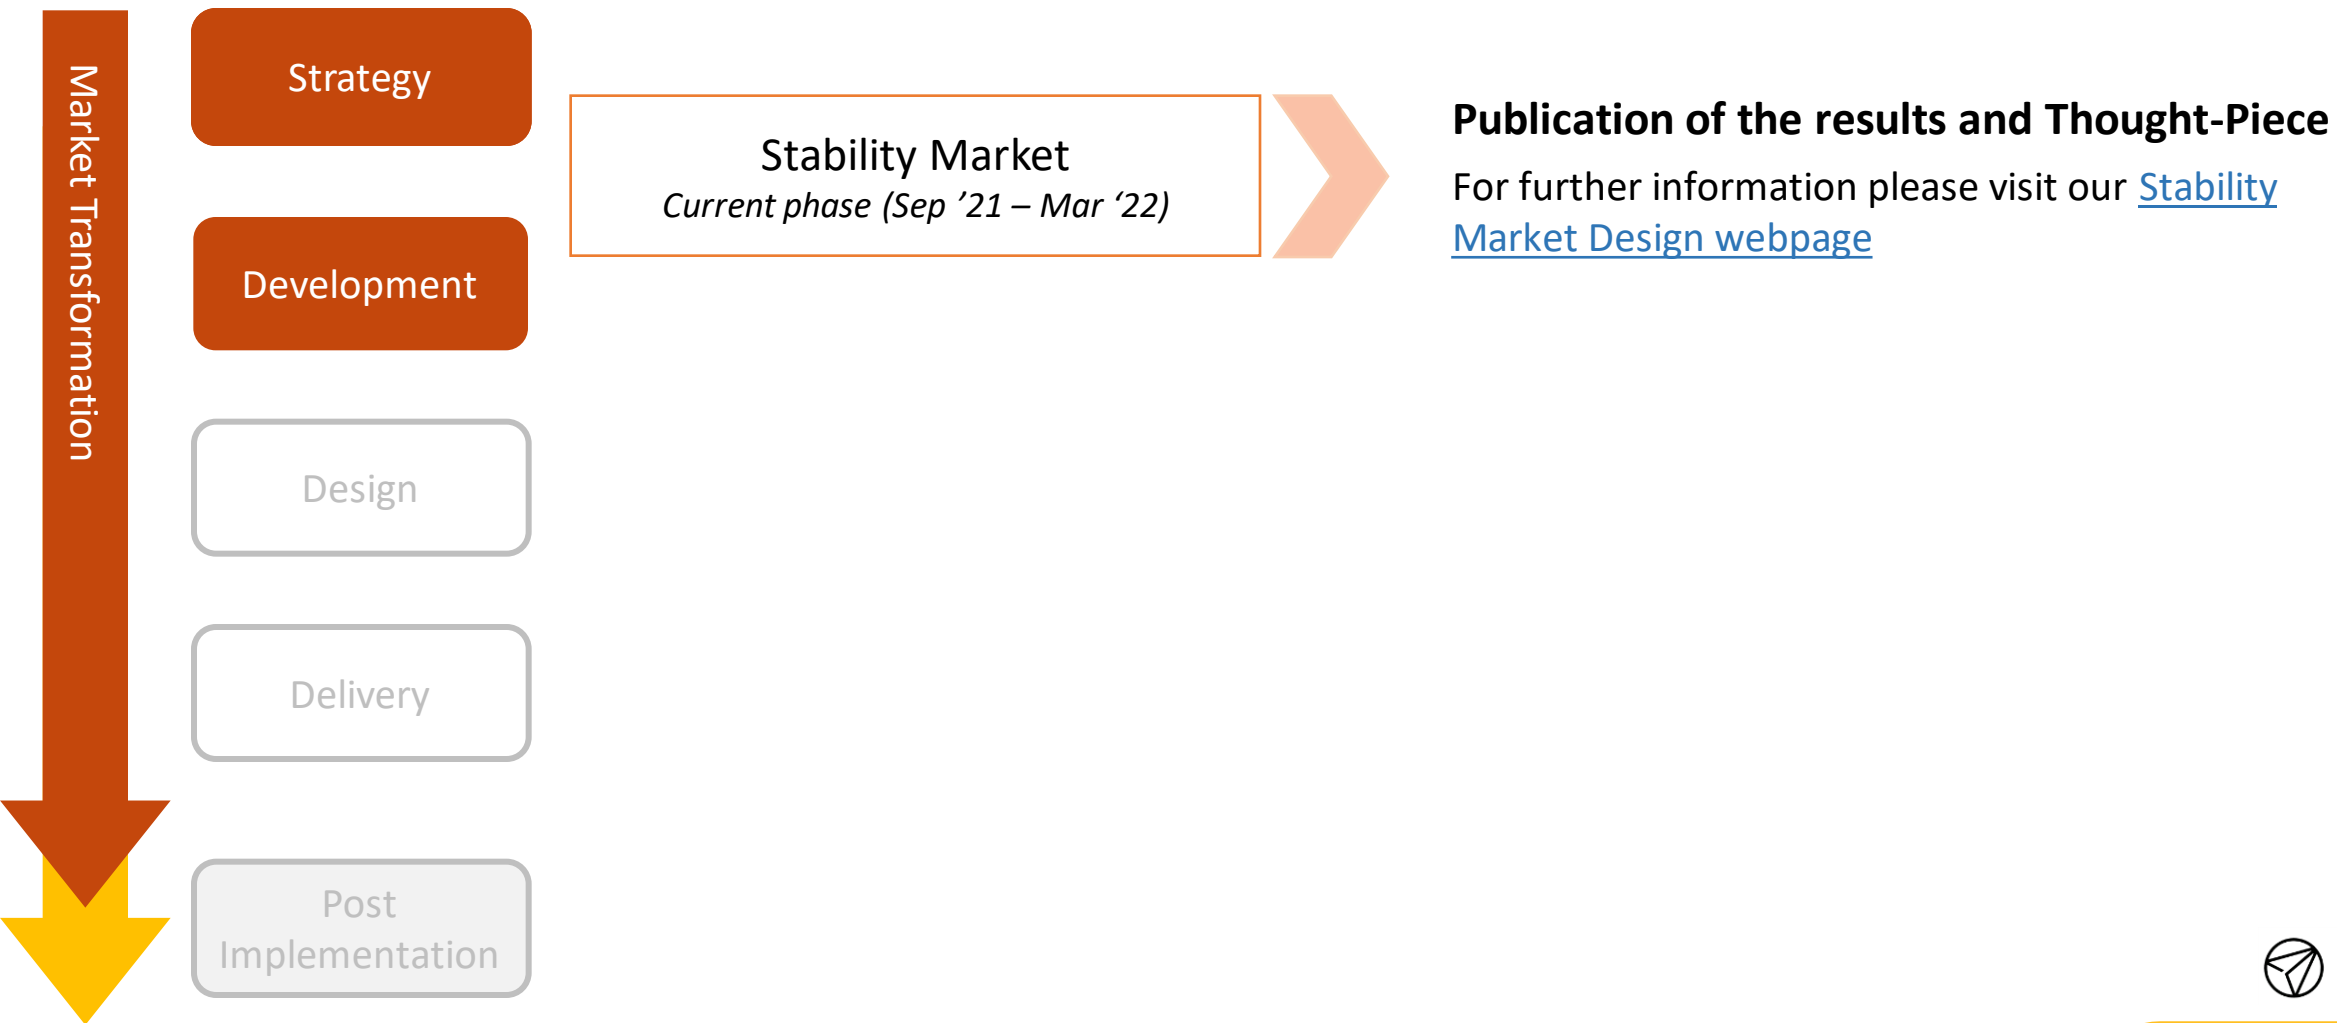 Market Transformation
Strategy
Development
Design
Delivery
Post
Implementation
Stability Market
Current phase (Sep ’21 – Mar ‘22)
Publication of the results and Thought-Piece
For further information please visit our Stability
Market Design webpage